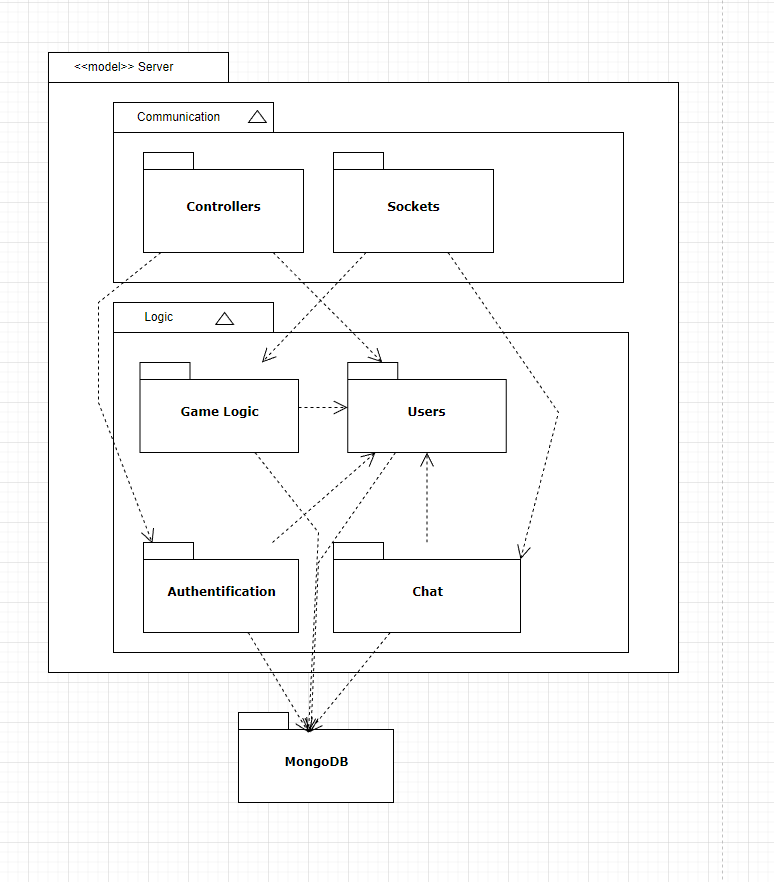 <<model>> Server
Communication
Controllers
Sockets
Logic
Game Logic
Users
Authentification
Chat
MongoDB